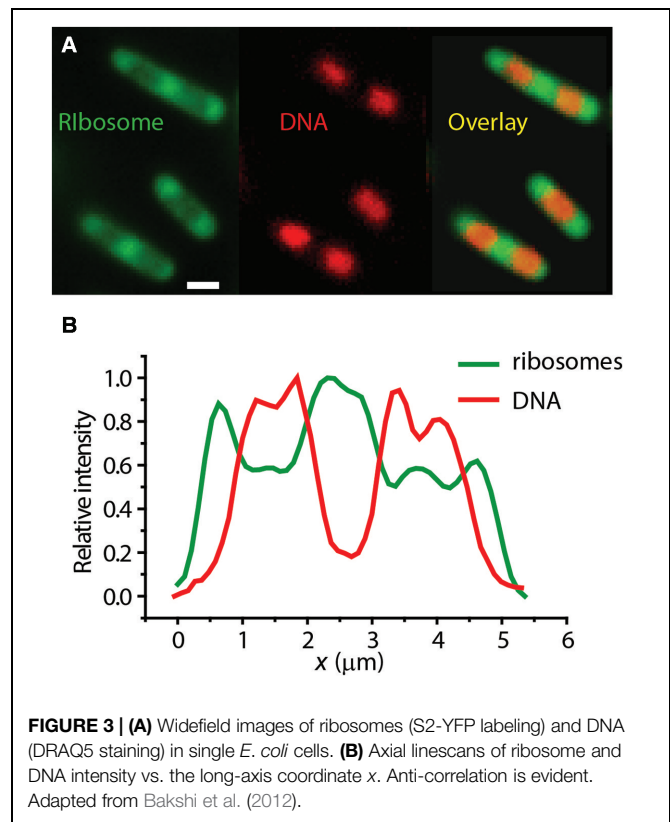 A
RIbosome
DNA
Overlay
B
ribosomes
DNA
Relative intensity
1.0
0.8
0.6
0.4
0.2
0.0
0 1 2 3 4 5 6
x (μm)
FIGURE 3 | (A) Widefield images of ribosomes (S2-YFP labeling) and DNA
(DRAQ5 staining) in single E. coli cells. (B) Axial linescans of ribosome and
DNA intensity vs. the long-axis coordinate x. Anti-correlation is evident.
Adapted from Bakshi et al. (2012).